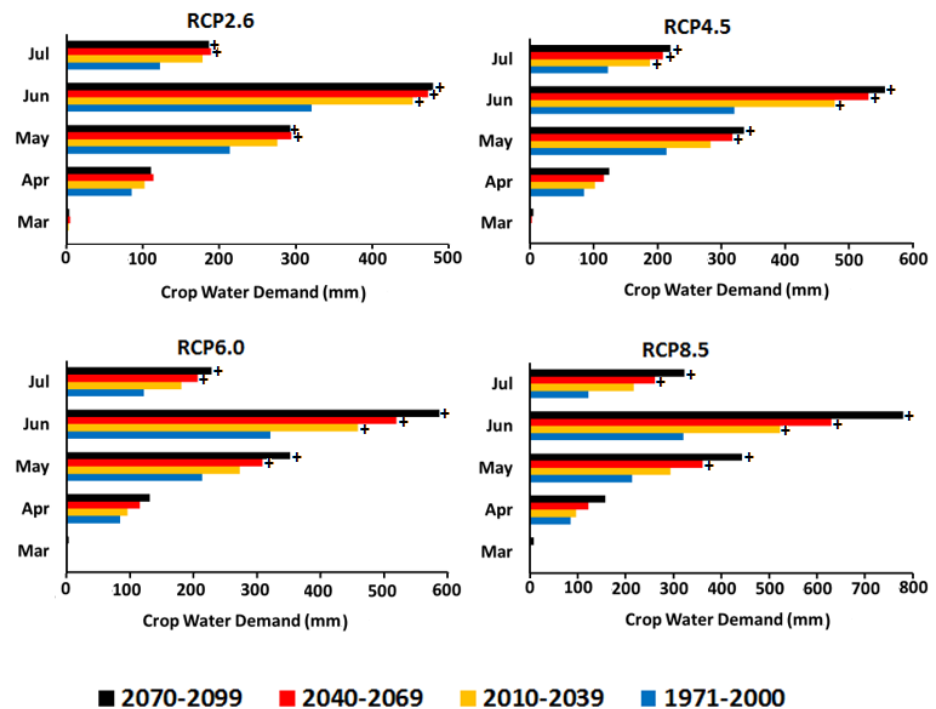 RCP2.6
Jul
Jun
May
Apr
Mar
0 100 200 300 400 500
Crop Water Demand (mm)
RCP4.5
Jul
Jun
May
Apr
Mar
0 100 200 300 400 500 600
Crop Water Demand (mm)
RCP6.0
Jul
Jun
May
Apr
Mar
0 100 200 300 400 500 600
Crop Water Demand (mm)
RCP8.5
Jul
Jun
May
Apr
Mar
0 100 200 300 400 500 600 700 800
Crop Water Demand (mm)
2070-2099 2040-2069 2010-2039 1971-2000